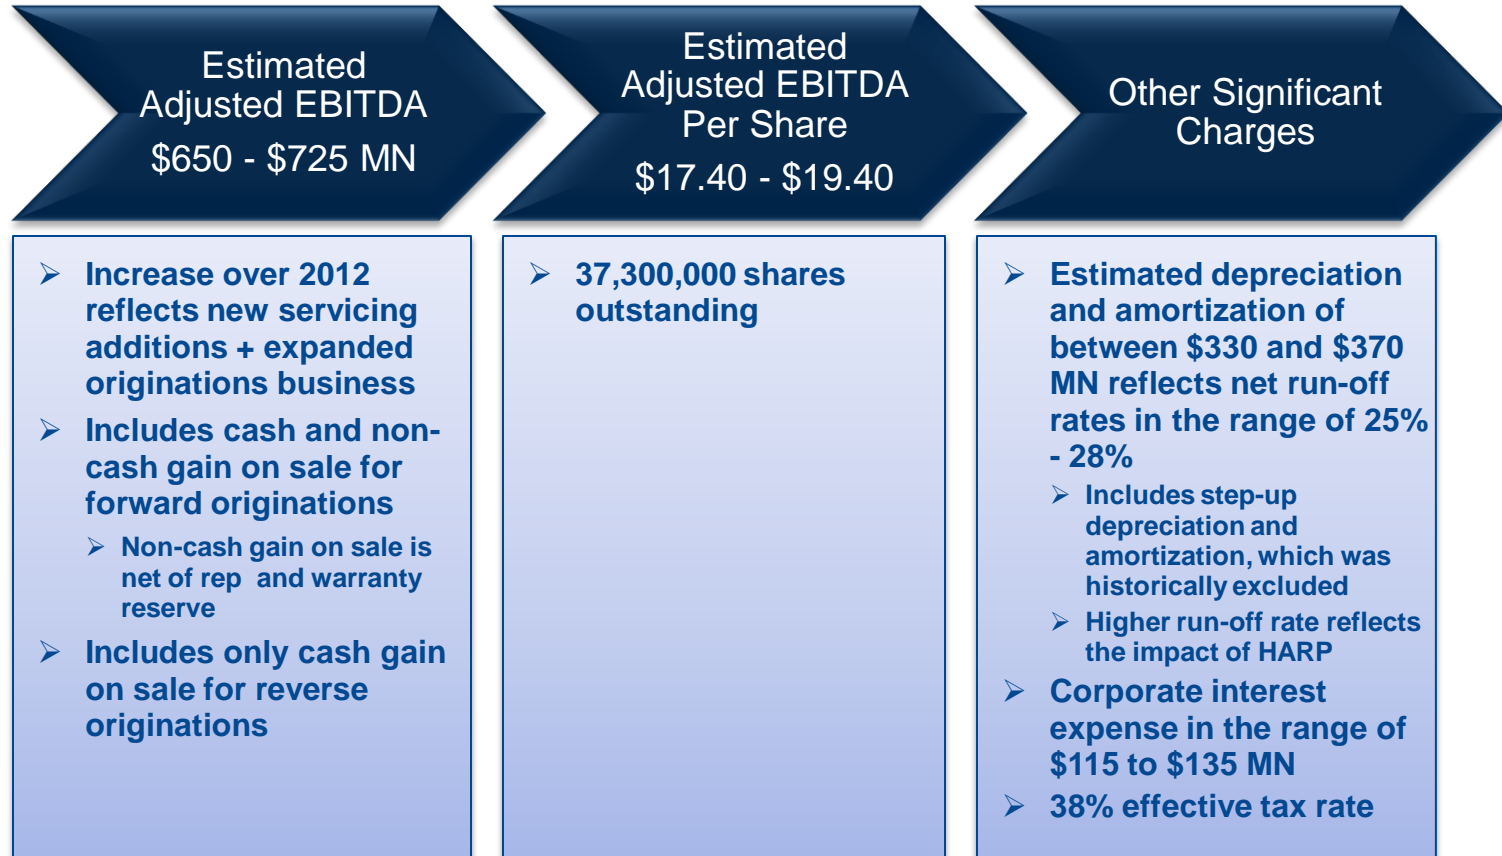 Estimated
Adjusted EBITDA
$650 - $725 MN
➢ Increase over 2012
reflects new servicing
additions + expanded
originations business
➢ Includes cash and non-
cash gain on sale for
forward originations
➢ Non-cash gain on sale is
net of rep and warranty
reserve
➢ Includes only cash gain
on sale for reverse
originations
Estimated
Adjusted EBITDA
Per Share
$17.40 - $19.40
➢ 37,300,000 shares
outstanding
Other Significant
Charges
➢ Estimated depreciation
and amortization of
between $330 and $370
MN reflects net run-off
rates in the range of 25%
- 28%
➢ Includes step-up
depreciation and
amortization, which was
historically excluded
➢ Higher run-off rate reflects
the impact of HARP
➢ Corporate interest
expense in the range of
$115 to $135 MN
➢ 38% effective tax rate